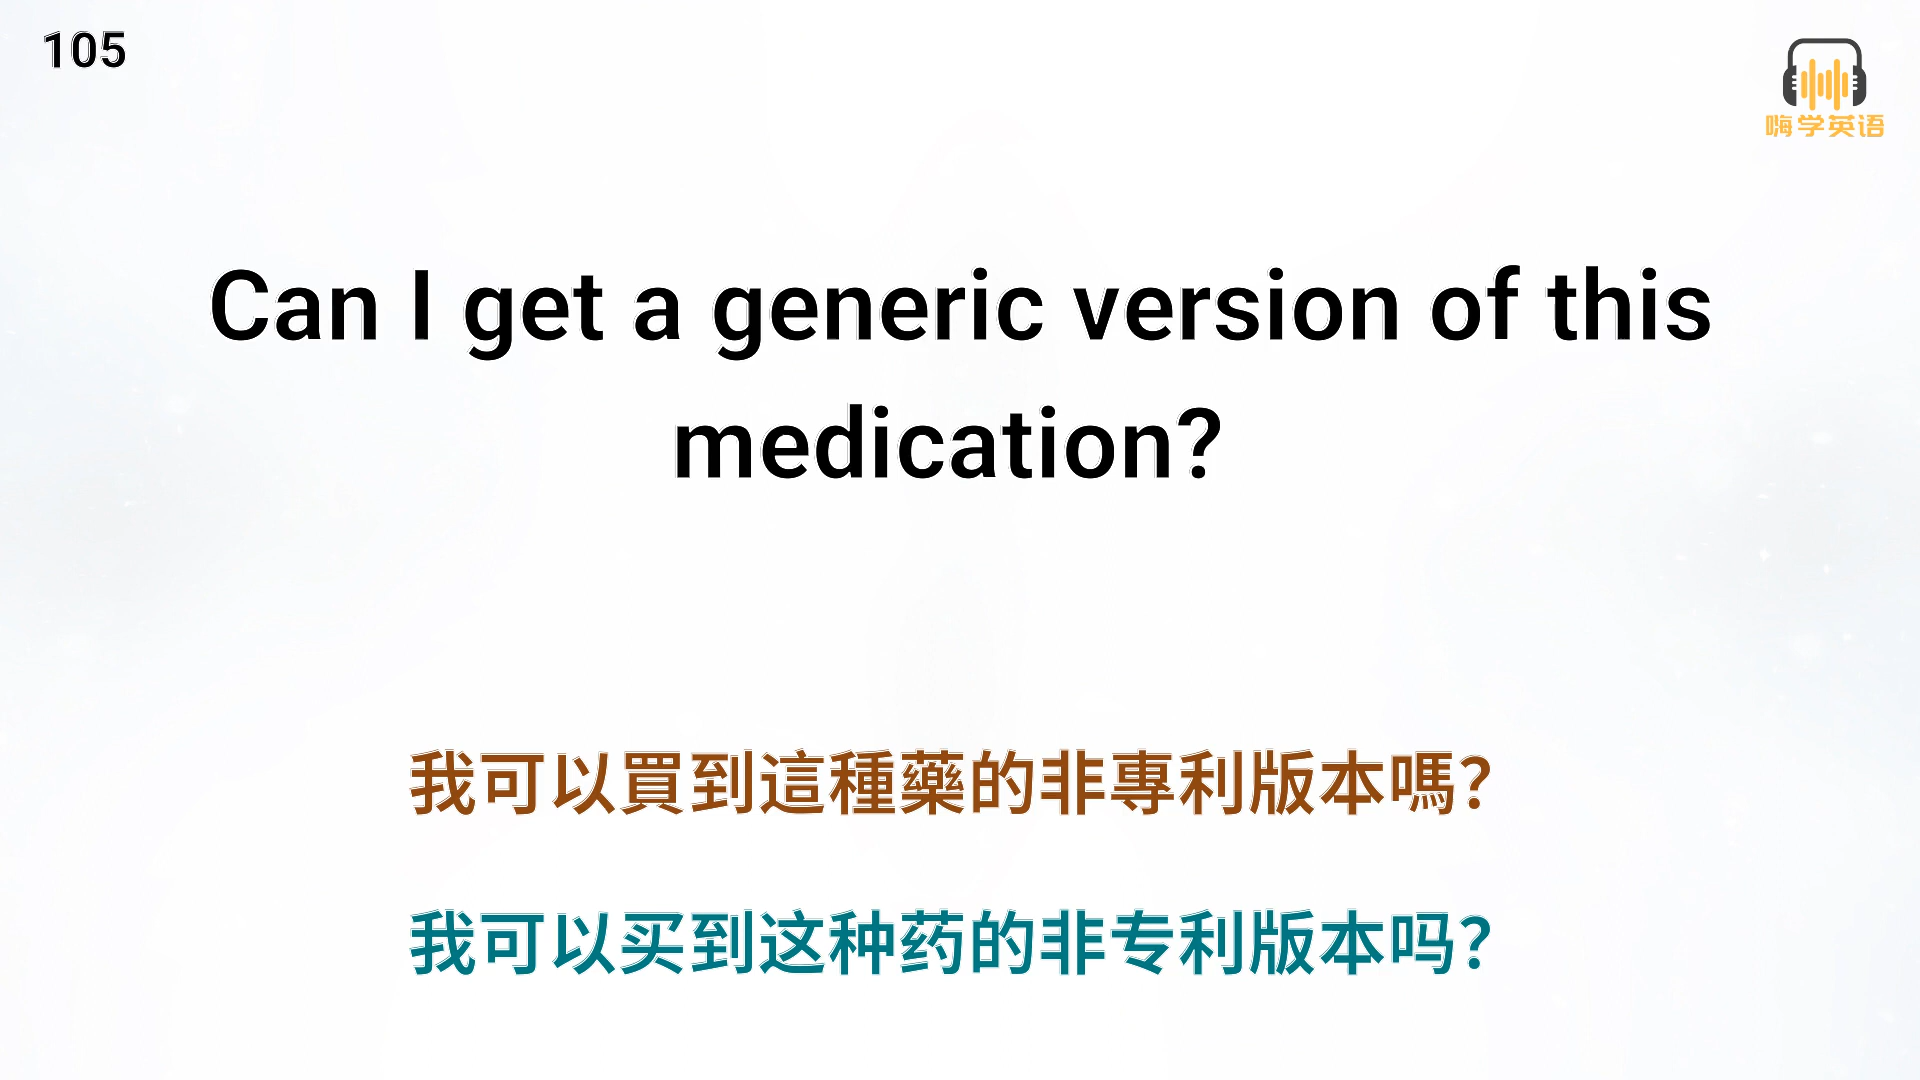 105
嗨学英语
Can I get a generic version of this
medication?
我可以買到這種藥的非專利版本嗎？
我可以买到这种药的非专利版本吗？